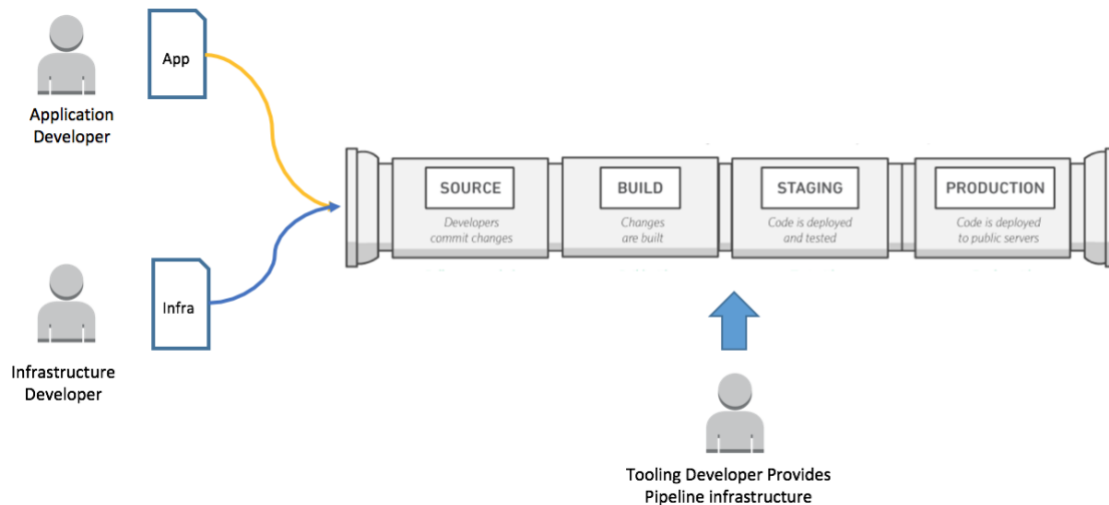 App
Application
Developer
SOURCE
Developers
commit changes
BUILD
Changes
are built
STAGING
Code is deployed
and tested
PRODUCTION
Code is deployed
to public servers
Infra
Infrastructure
Developer
Tooling Developer Provides
Pipeline infrastructure